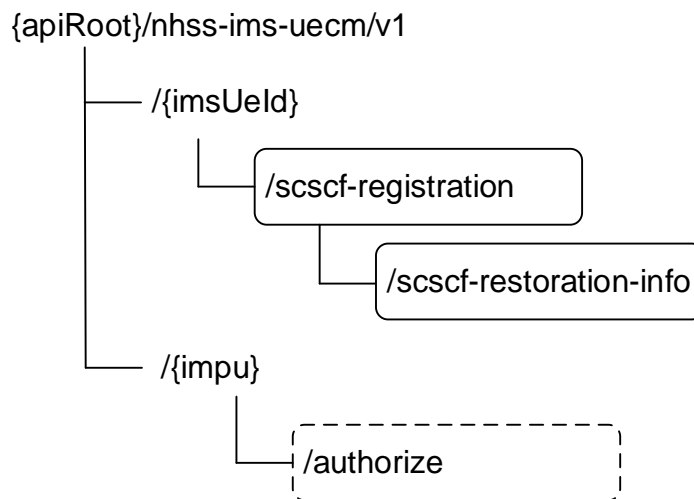 {apiRoot}/nhss-ims-uecm/v1
/{imsUeId}
/scscf-registration
/scscf-restoration-info
/{impu}
/authorize